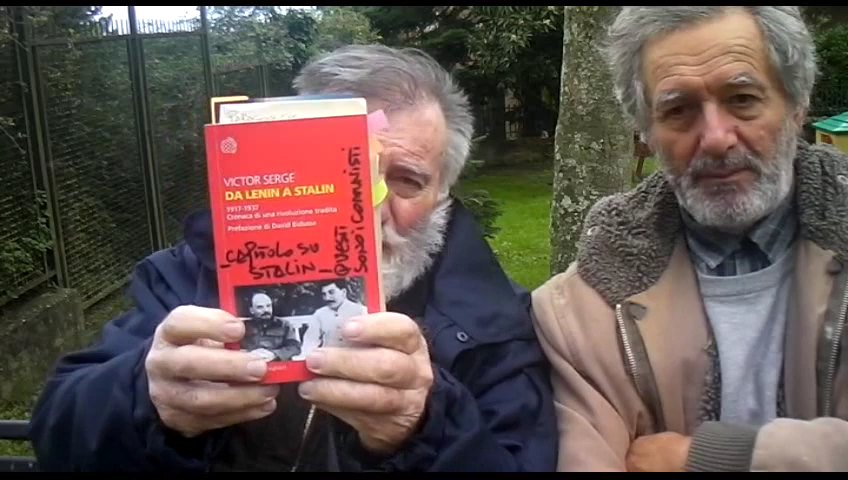 VICTOR SERGE
DA LENIN A STALIN
1917-1937
Cronaca di una rivoluzione tradita
Prefazione di David Bidussa
- CAPITOLO SU
STALIN -
QUESTI
SONO i COMUNISTI